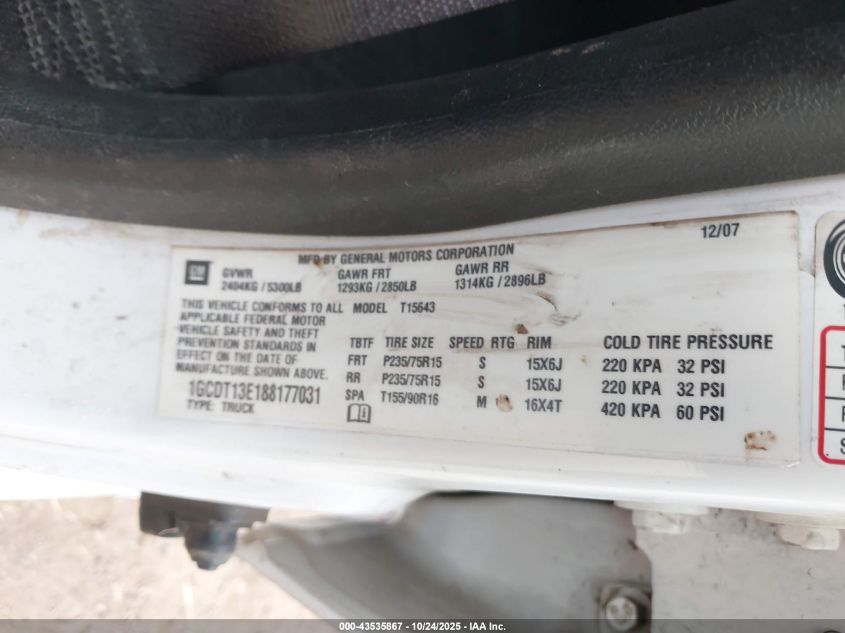 MFD BY GENERAL MOTORS CORPORATION
12/07
GM
GVWR
GAWR FRT
GAWR RR
2404KG / 5300LB
1293KG / 2850LB
1314KG / 2896LB
THIS VEHICLE CONFORMS TO ALL MODEL T15643
APPLICABLE FEDERAL MOTOR
VEHICLE SAFETY AND THEFT
PREVENTION STANDARDS IN
EFFECT ON THE DATE OF
MANUFACTURE SHOWN ABOVE.
1GCDT13E188177031
TYPE: TRUCK
TBTF TIRE SIZE SPEED RTG RIM COLD TIRE PRESSURE
FRT P235/75R15 S 15X6J 220 KPA 32 PSI
RR P235/75R15 S 15X6J 220 KPA 32 PSI
SPA T155/90R16 M 16X4T 420 KPA 60 PSI
000-43535867 - 10/24/2025 - IAA Inc.